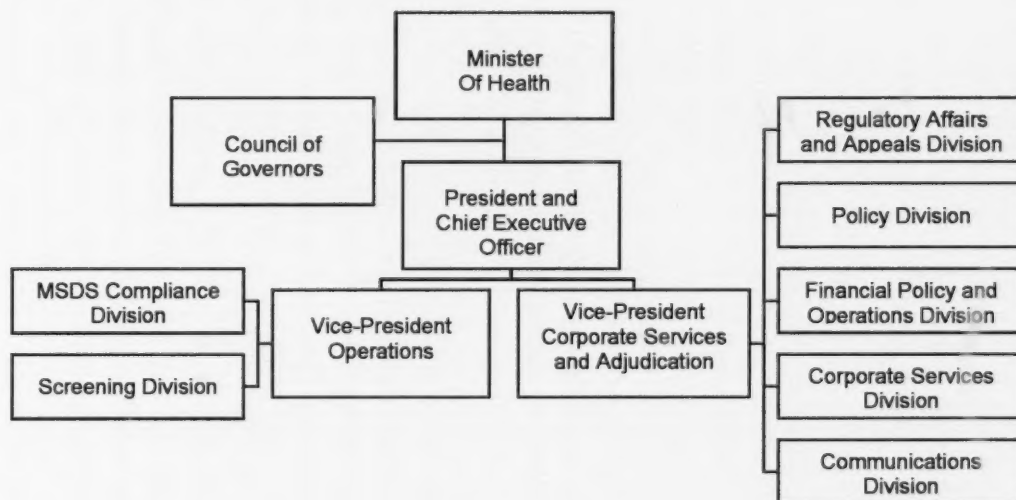 Minister
Of Health
Council of
Governors
President and
Chief Executive
Officer
MSDS Compliance
Division
Screening Division
Vice-President
Operations
Vice-President
Corporate Services
and Adjudication
Regulatory Affairs
and Appeals Division
Policy Division
Financial Policy and
Operations Division
Corporate Services
Division
Communications
Division